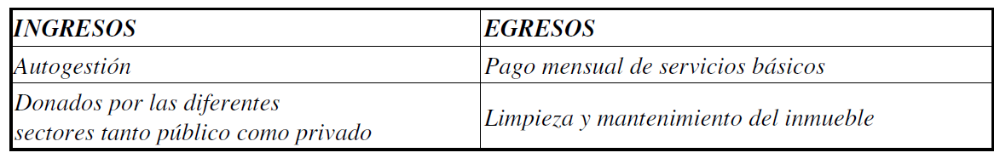 INGRESOS
EGRESOS
Autogestión
Pago mensual de servicios básicos
Donados por las diferentes
sectores tanto público como privado
Limpieza y mantenimiento del inmueble